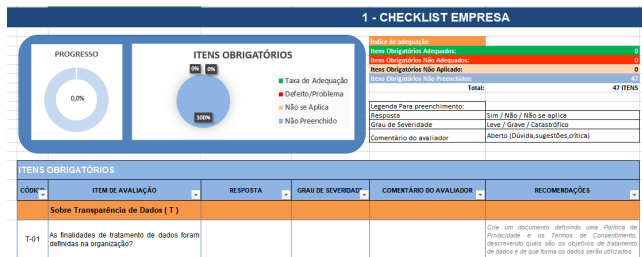 1 - CHECKLIST EMPRESA
PROGRESSO
0,0%
ITENS OBRIGATÓRIOS
0%
0%
100%
Taxa de Adequação
Defeito/Problema
Não se Aplica
Não Preenchido
Índice de adequação
Itens Obrigatórios Adequados: 0
Itens Obrigatórios Não Adequados: 0
Itens Obrigatórios Não Aplicado: 0
Itens Obrigatórios Não Preenchidos: 47
Total: 47 ITENS
Legenda Para preenchimento:
Resposta Sim / Não / Não se aplica
Grau de Severidade Leve / Grave / Catastrófico
Comentário do avaliador Aberto (Dúvida,sugestões,crítica)
ITENS OBRIGATÓRIOS
CÓDIGO ITEM DE AVALIAÇÃO RESPOSTA GRAU DE SEVERIDADE COMENTÁRIO DO AVALIADOR RECOMENDAÇÕES
Sobre Transparência de Dados ( T )
T-01
As finalidades de tratamento de dados foram
definidas na organização?
Crie um documento definindo uma Política de
Privacidade e os Termos de Consentimento,
descrevendo quais são os objetivos de tratamento
de dados e de que forma os dados serão utilizados.